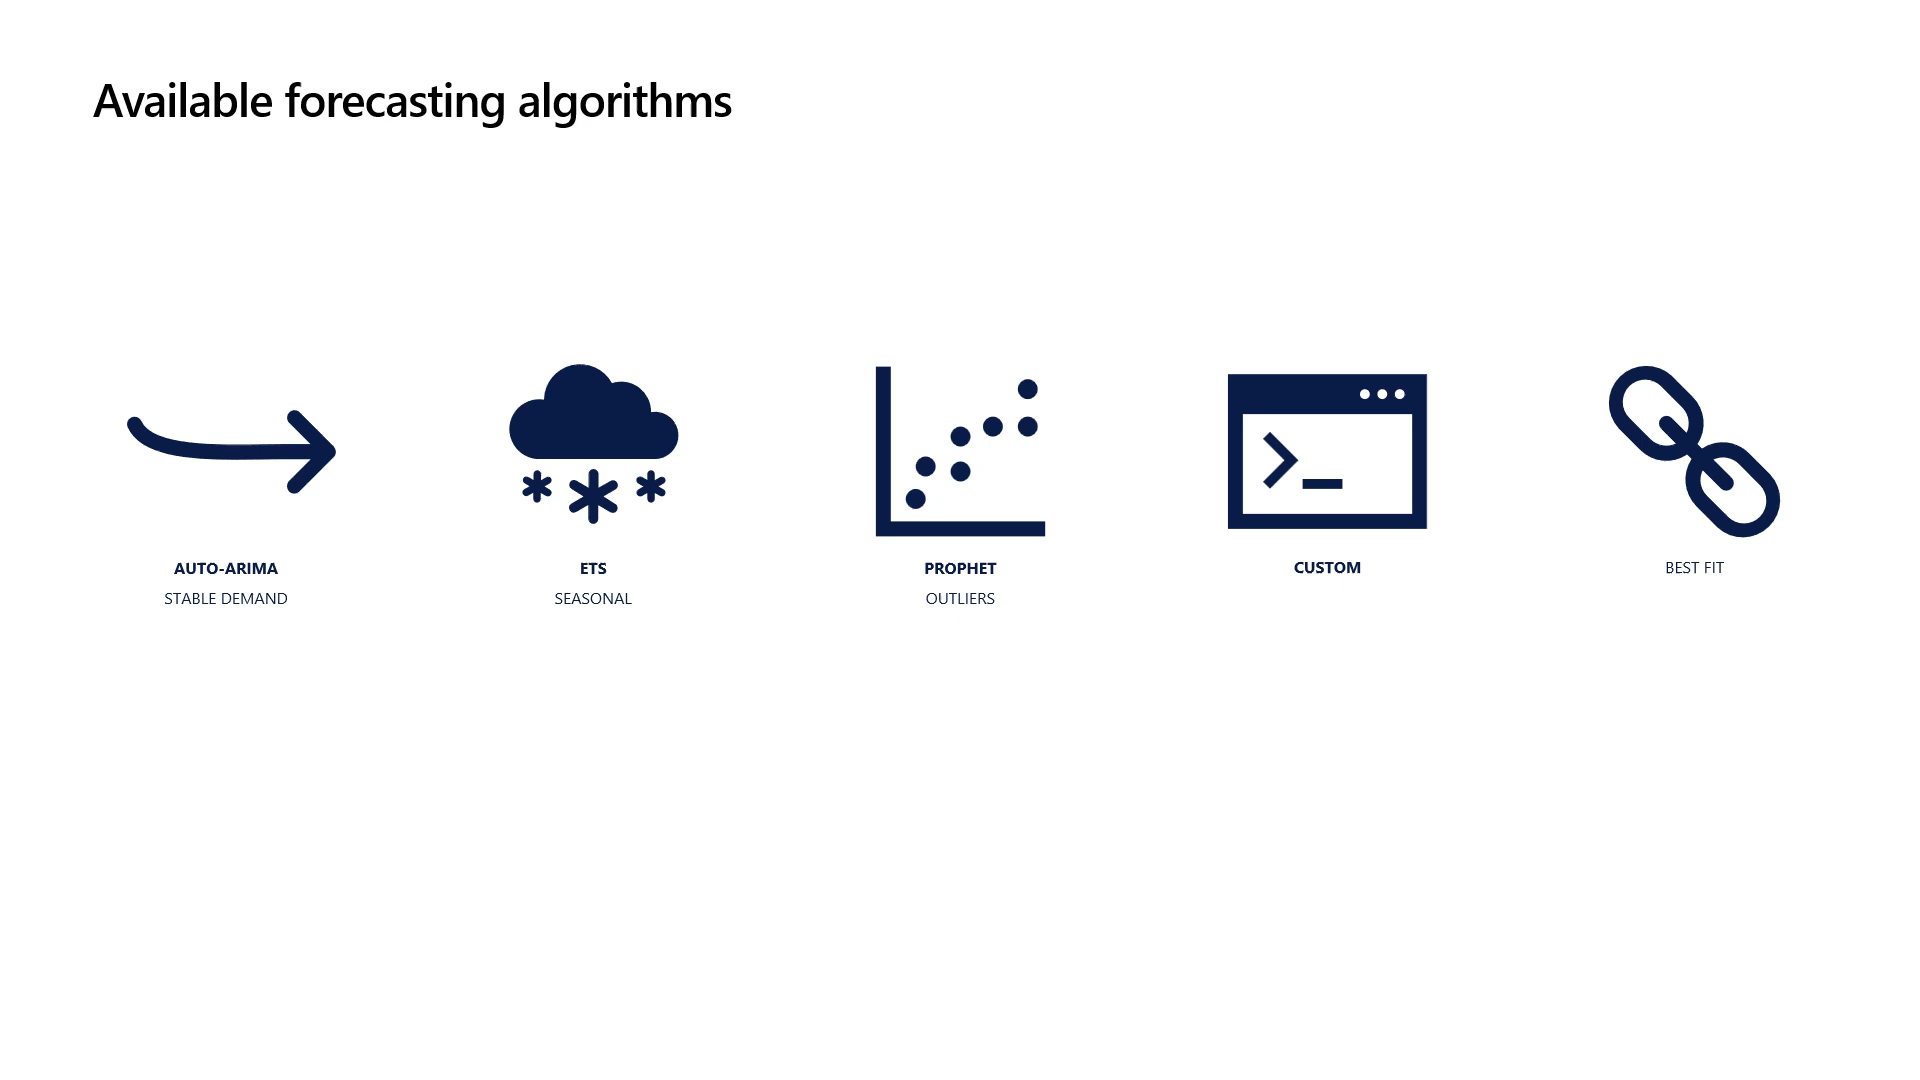 Available forecasting algorithms
AUTO-ARIMA
STABLE DEMAND
ETS
SEASONAL
PROPHET
OUTLIERS
CUSTOM
BEST FIT